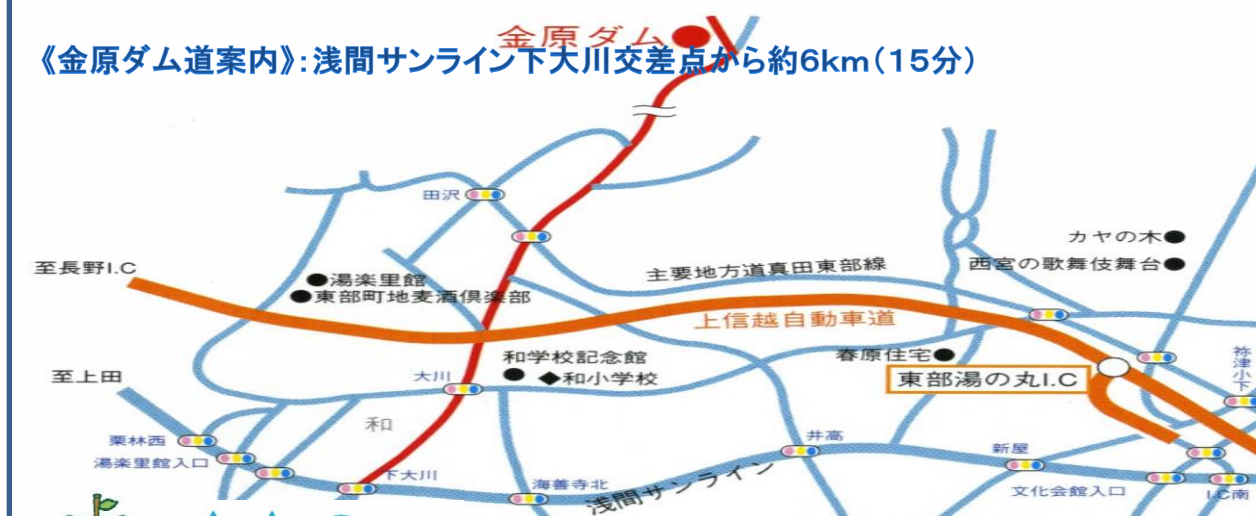 金原ダム
《金原ダム道案内》：浅間サンライン下大川交差点から約６km（１５分）
田沢
カヤの木
西宮の歌舞伎舞台
至長野I.C
湯楽里館
東部町地麦酒倶楽部
主要地方道真田東部線
上信越自動車道
和学校記念館
和小学校
春原住宅
東部湯の丸I.C
祢津小下
至上田
大川
和
栗林西
湯楽里館入口
下大川
海善寺北
浅間サンライン
井高
新屋
文化会館入口
I.C南